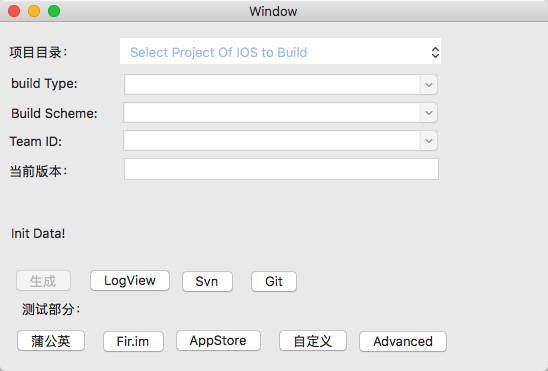 Window
项目目录： Select Project Of IOS to Build
build Type:
Build Scheme:
Team ID:
当前版本：
Init Data!
生成 LogView Svn Git
测试部分：
蒲公英 Fir.im AppStore 自定义 Advanced